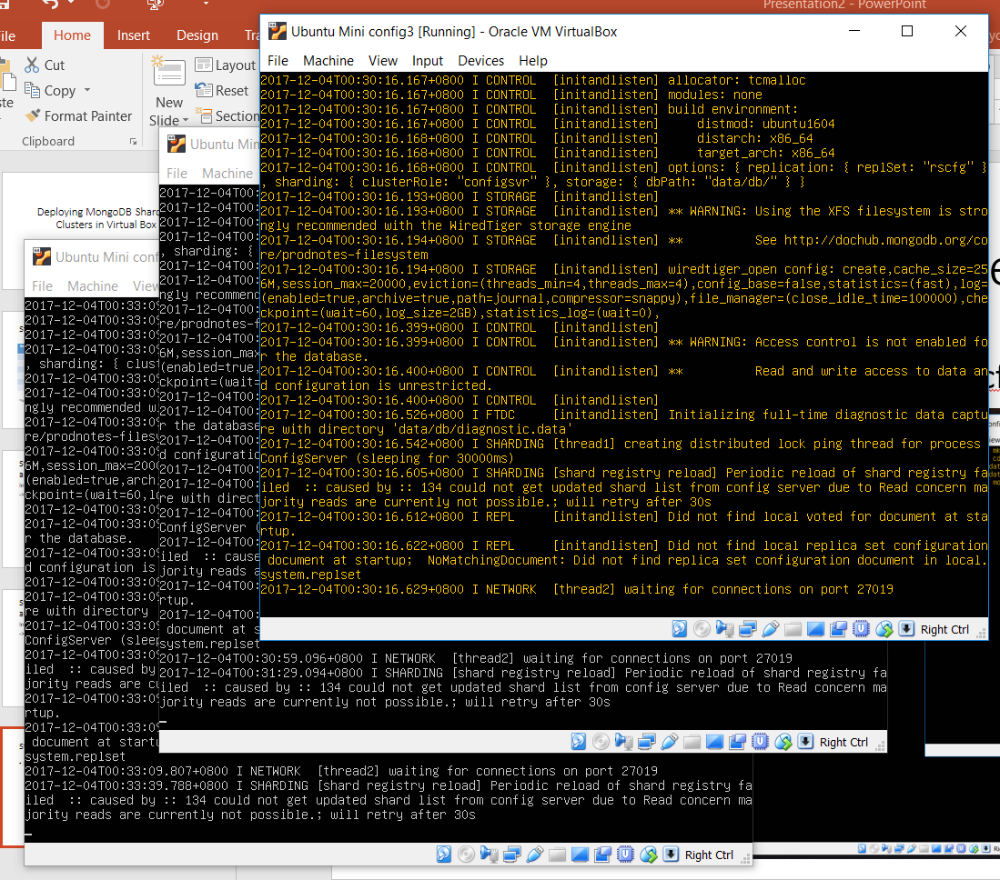 Presentation2 - PowerPoint
File
Home
Insert
Design
Cut
Copy
Format Painter
Clipboard
New
Slide
Layout
Reset
Section
Deploying MongoDB Shar
Clusters in Virtual Box
Ubuntu Mini config3 [Running] - Oracle VM VirtualBox
File Machine View Input Devices Help
2017-12-04T00:30:16.167+0800 I CONTROL [initandlisten] allocator: tcmalloc
2017-12-04T00:30:16.167+0800 I CONTROL [initandlisten] modules: none
2017-12-04T00:30:16.167+0800 I CONTROL [initandlisten] build environment:
2017-12-04T00:30:16.167+0800 I CONTROL [initandlisten] distmod: ubuntu1604
2017-12-04T00:30:16.168+0800 I CONTROL [initandlisten] distarch: x86_64
2017-12-04T00:30:16.168+0800 I CONTROL [initandlisten] target_arch: x86_64
2017-12-04T00:30:16.168+0800 I CONTROL [initandlisten] options: { replication: { replSet: "rscfg" }
, sharding: { clusterRole: "configsvr" }, storage: { dbPath: "data/db/" } }
2017-12-04T00:30:16.193+0800 I STORAGE [initandlisten]
2017-12-04T00:30:16.193+0800 I STORAGE [initandlisten] ** WARNING: Using the XFS filesystem is stro
ngly recommended with the WiredTiger storage engine
2017-12-04T00:30:16.194+0800 I STORAGE [initandlisten] ** See http://dochub.mongodb.org/co
re/prodnotes-filesystem
2017-12-04T00:30:16.194+0800 I STORAGE [initandlisten] wiredtiger_open config: create,cache_size=25
6M,session_max=20000,eviction=(threads_min=4,threads_max=4),config_base=false,statistics=(fast),log=
(enabled=true,archive=true,path=journal,compressor=snappy),file_manager=(close_idle_time=100000),che
ckpoint=(wait=60,log_size=2GB),statistics_log=(wait=0),
2017-12-04T00:30:16.399+0800 I CONTROL [initandlisten]
2017-12-04T00:30:16.399+0800 I CONTROL [initandlisten] ** WARNING: Access control is not enabled fo
r the database.
2017-12-04T00:30:16.400+0800 I CONTROL [initandlisten] ** Read and write access to data an
d configuration is unrestricted.
2017-12-04T00:30:16.400+0800 I CONTROL [initandlisten]
2017-12-04T00:30:16.526+0800 I FTDC [initandlisten] Initializing full-time diagnostic data captu
re with directory 'data/db/diagnostic.data'
2017-12-04T00:30:16.542+0800 I SHARDING [thread1] creating distributed lock ping thread for process
ConfigServer (sleeping for 30000ms)
2017-12-04T00:30:16.605+0800 I SHARDING [shard registry reload] Periodic reload of shard registry fa
iled :: caused by :: 134 could not get updated shard list from config server due to Read concern ma
jority reads are currently not possible.; will retry after 30s
2017-12-04T00:30:16.612+0800 I REPL [initandlisten] Did not find local voted for document at sta
rtup.
2017-12-04T00:30:16.622+0800 I REPL [initandlisten] Did not find local replica set configuration
document at startup; NoMatchingDocument: Did not find replica set configuration document in local.
system.replset
2017-12-04T00:30:16.629+0800 I NETWORK [thread2] waiting for connections on port 27019
Right Ctrl
Ubuntu Min
File Machine
system.replset
2017-12-04T00:30:59.096+0800 I NETWORK [thread2] waiting for connections on port 27019
2017-12-04T00:31:29.094+0800 I SHARDING [shard registry reload] Periodic reload of shard registry fa
iled :: caused by :: 134 could not get updated shard list from config server due to Read concern ma
jority reads are currently not possible.; will retry after 30s
Right Ctrl
Ubuntu Mini conf
File Machine View
system.replset
2017-12-04T00:33:09.807+0800 I NETWORK [thread2] waiting for connections on port 27019
2017-12-04T00:33:39.788+0800 I SHARDING [shard registry reload] Periodic reload of shard registry fa
iled :: caused by :: 134 could not get updated shard list from config server due to Read concern ma
jority reads are currently not possible.; will retry after 30s
Right Ctrl